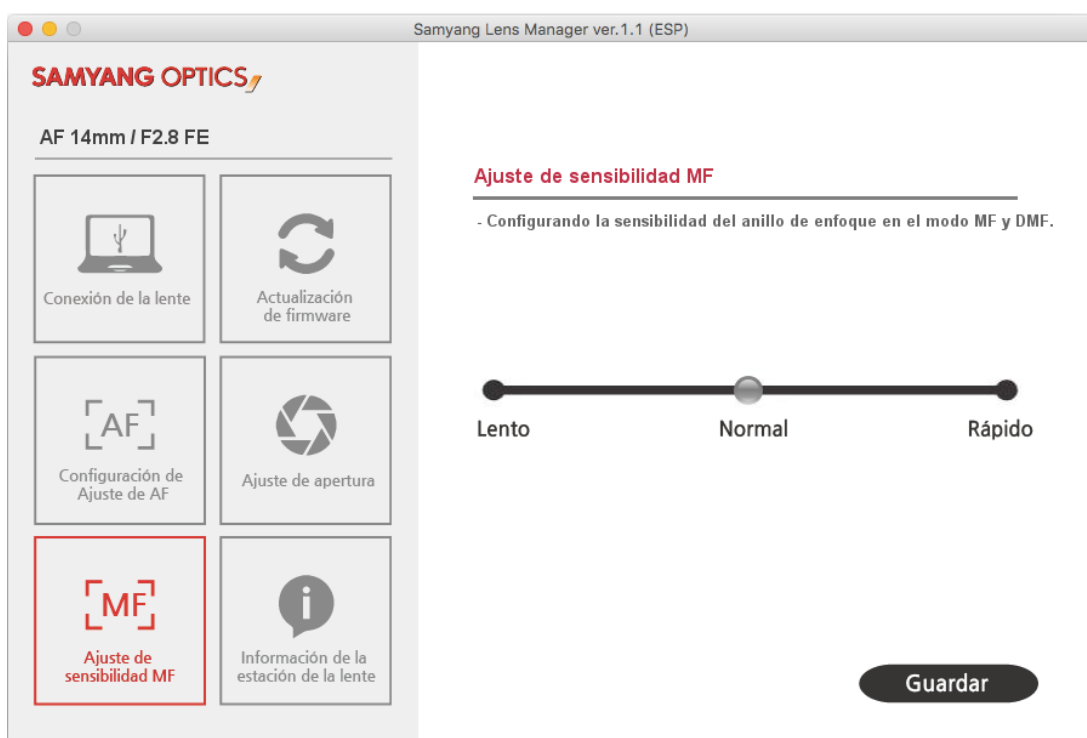 Samyang Lens Manager ver.1.1 (ESP)
SAMYANG OPTICS
AF 14mm / F2.8 FE
Conexión de la lente
Actualización
de firmware
AF
Configuración de
Ajuste de AF
Ajuste de apertura
MF
Ajuste de
sensibilidad MF
Información de la
estación de la lente
Ajuste de sensibilidad MF
- Configurando la sensibilidad del anillo de enfoque en el modo MF y DMF.
Lento Normal Rápido
Guardar